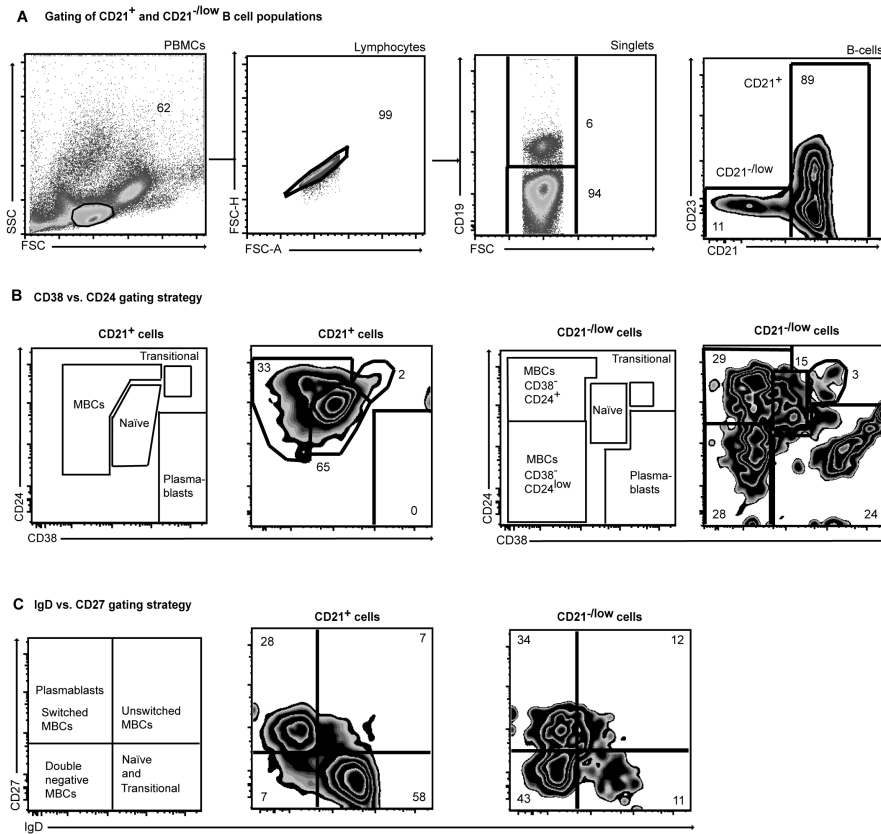 A Gating of CD21+ and CD21-/low B cell populations
PBMCs
Lymphocytes
Singlets
B-cells
62
99
6
94
CD21+
89
CD21-/low
11
SSC
FSC
FSC-H
FSC-A
CD19
FSC
CD23
CD21
B CD38 vs. CD24 gating strategy
CD21+ cells
CD21+ cells
CD21-/low cells
CD21-/low cells
Transitional
MBCs
Naïve
Plasma-
blasts
CD24
CD38
33
2
65
0
Transitional
MBCs
CD38-
CD24+
Naïve
MBCs
CD38-
CD24low
Plasma-
blasts
CD24
CD38
29
15
3
28
24
C IgD vs. CD27 gating strategy
CD21+ cells
CD21-/low cells
Plasmablasts
Switched
MBCs
Unswitched
MBCs
Double
negative
MBCs
Naïve
and
Transitional
CD27
IgD
28
7
7
58
34
12
43
11